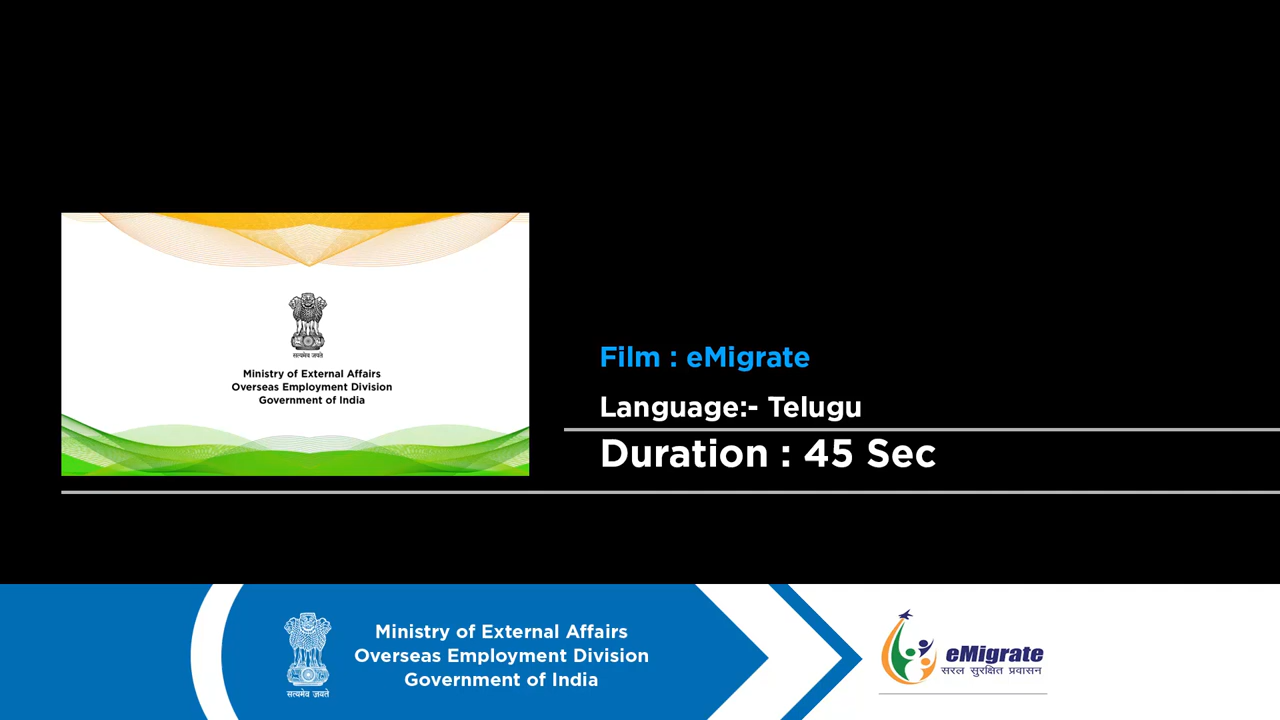 सत्यमेव जयते
Ministry of External Affairs
Overseas Employment Division
Government of India
Film : eMigrate
Language:- Telugu
Duration : 45 Sec
सत्यमेव जयते
Ministry of External Affairs
Overseas Employment Division
Government of India
eMigrate
सरल सुरक्षित प्रवासन